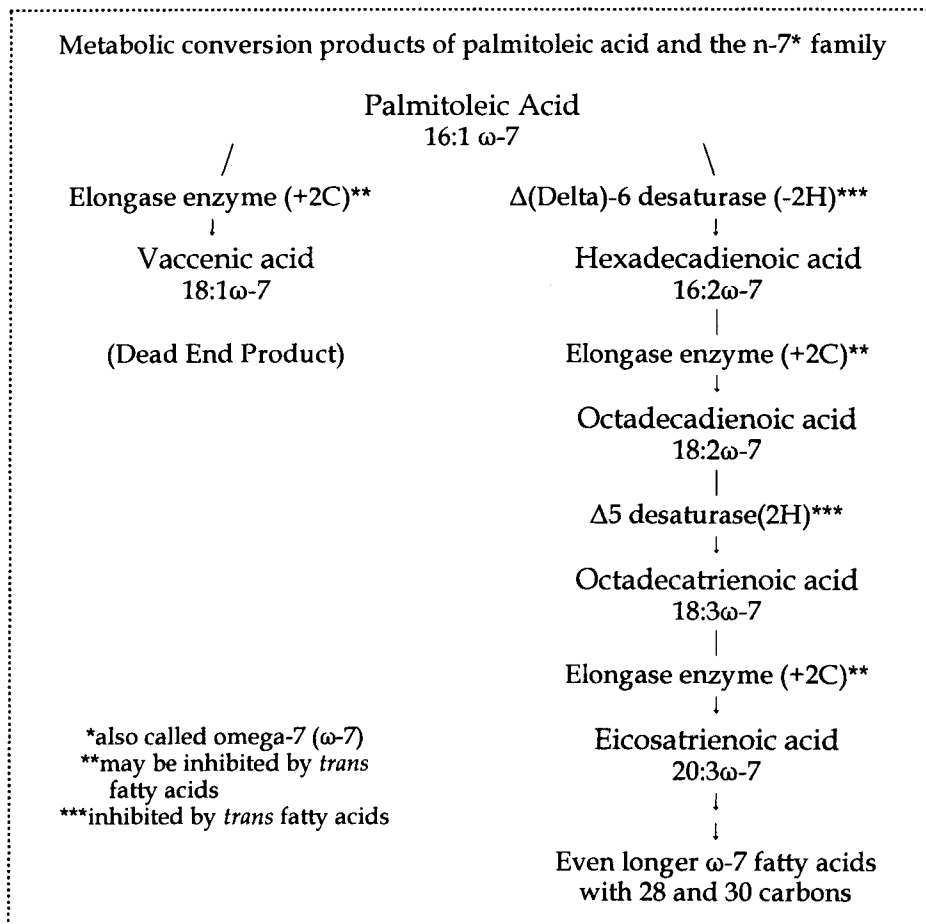 Metabolic conversion products of palmitoleic acid and the n-7* family
Palmitoleic Acid
16:1 ω-7
Elongase enzyme (+2C)**
↓
Vaccenic acid
18:1ω-7
(Dead End Product)
Δ(Delta)-6 desaturase (-2H)***
↓
Hexadecadienoic acid
16:2ω-7
Elongase enzyme (+2C)**
↓
Octadecadienoic acid
18:2ω-7
Δ5 desaturase(2H)***
↓
Octadecatrienoic acid
18:3ω-7
Elongase enzyme (+2C)**
↓
Eicosatrienoic acid
20:3ω-7
↓
↓
Even longer ω-7 fatty acids
with 28 and 30 carbons
*also called omega-7 (ω-7)
**may be inhibited by trans
fatty acids
***inhibited by trans fatty acids